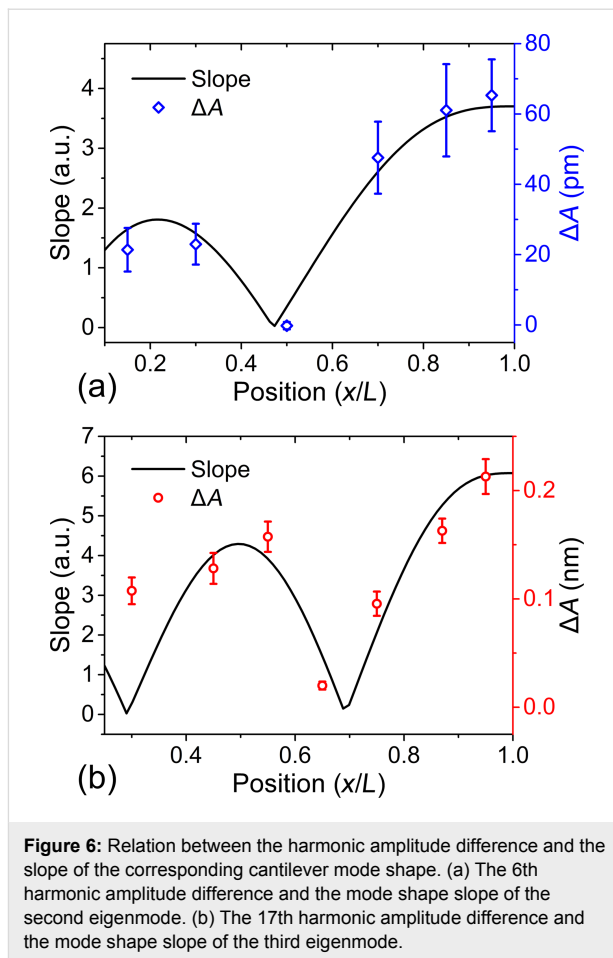 Slope
ΔA
Slope (a.u.)
4
3
2
1
0
80
60
40
20
0
ΔA (pm)
0.2 0.4 0.6 0.8 1.0
(a) Position (x/L)
Slope
ΔA
Slope (a.u.)
7
6
5
4
3
2
1
0
0.2
0.1
0.0
ΔA (nm)
0.4 0.6 0.8 1.0
(b) Position (x/L)
Figure 6: Relation between the harmonic amplitude difference and the
slope of the corresponding cantilever mode shape. (a) The 6th
harmonic amplitude difference and the mode shape slope of the
second eigenmode. (b) The 17th harmonic amplitude difference and
the mode shape slope of the third eigenmode.